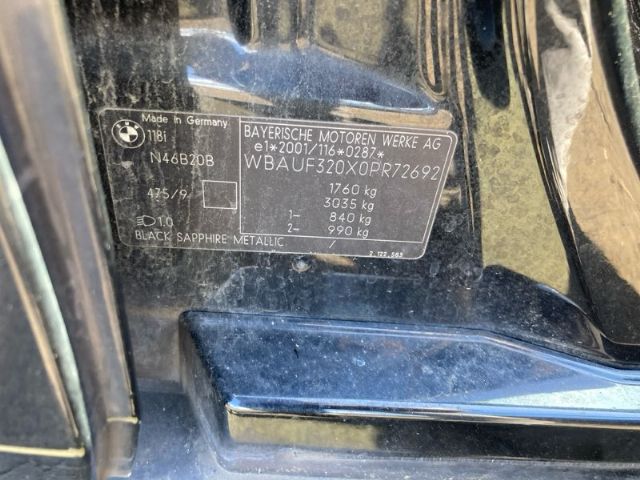 Made in Germany
BMW
118i
N46B20B
475/9
1.0
BLACK SAPPHIRE METALLIC /
BAYERISCHE MOTOREN WERKE AG
e1*2001/116*0287*
WBAUF320X0PR72692
1760 kg
3035 kg
1- 840 kg
2- 990 kg